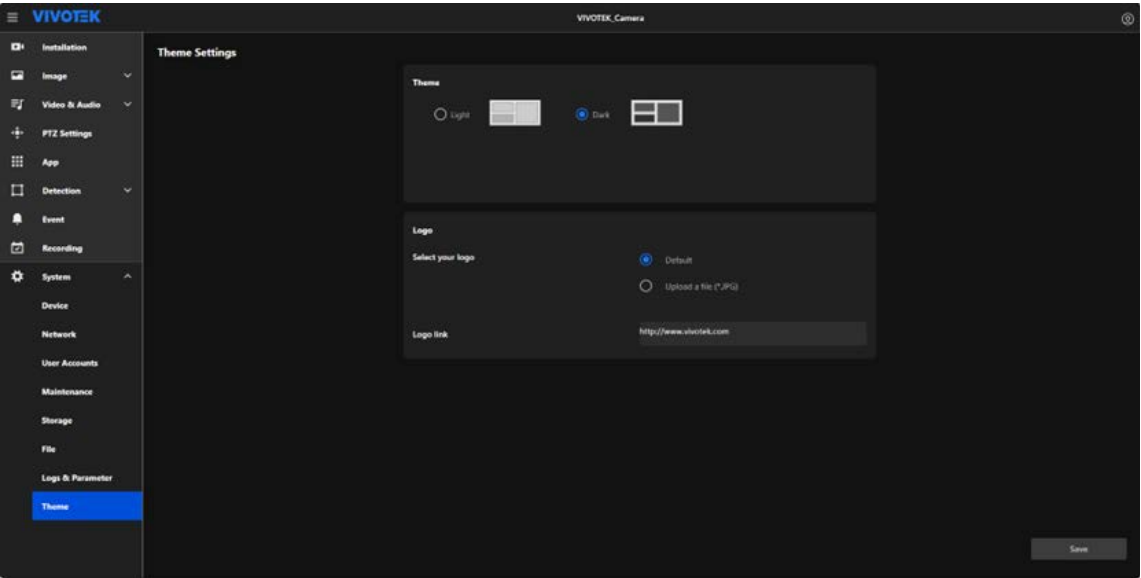 VIVOTEK
VIVOTEK_Camera
Installation
Image
Video & Audio
PTZ Settings
App
Detection
Event
Recording
System
Device
Network
User Accounts
Maintenance
Storage
File
Logs & Parameter
Theme
Theme Settings
Theme
Light
Dark
Logo
Select your logo
Default
Upload a file (*.JPG)
Logo link
http://www.vivotek.com
Save